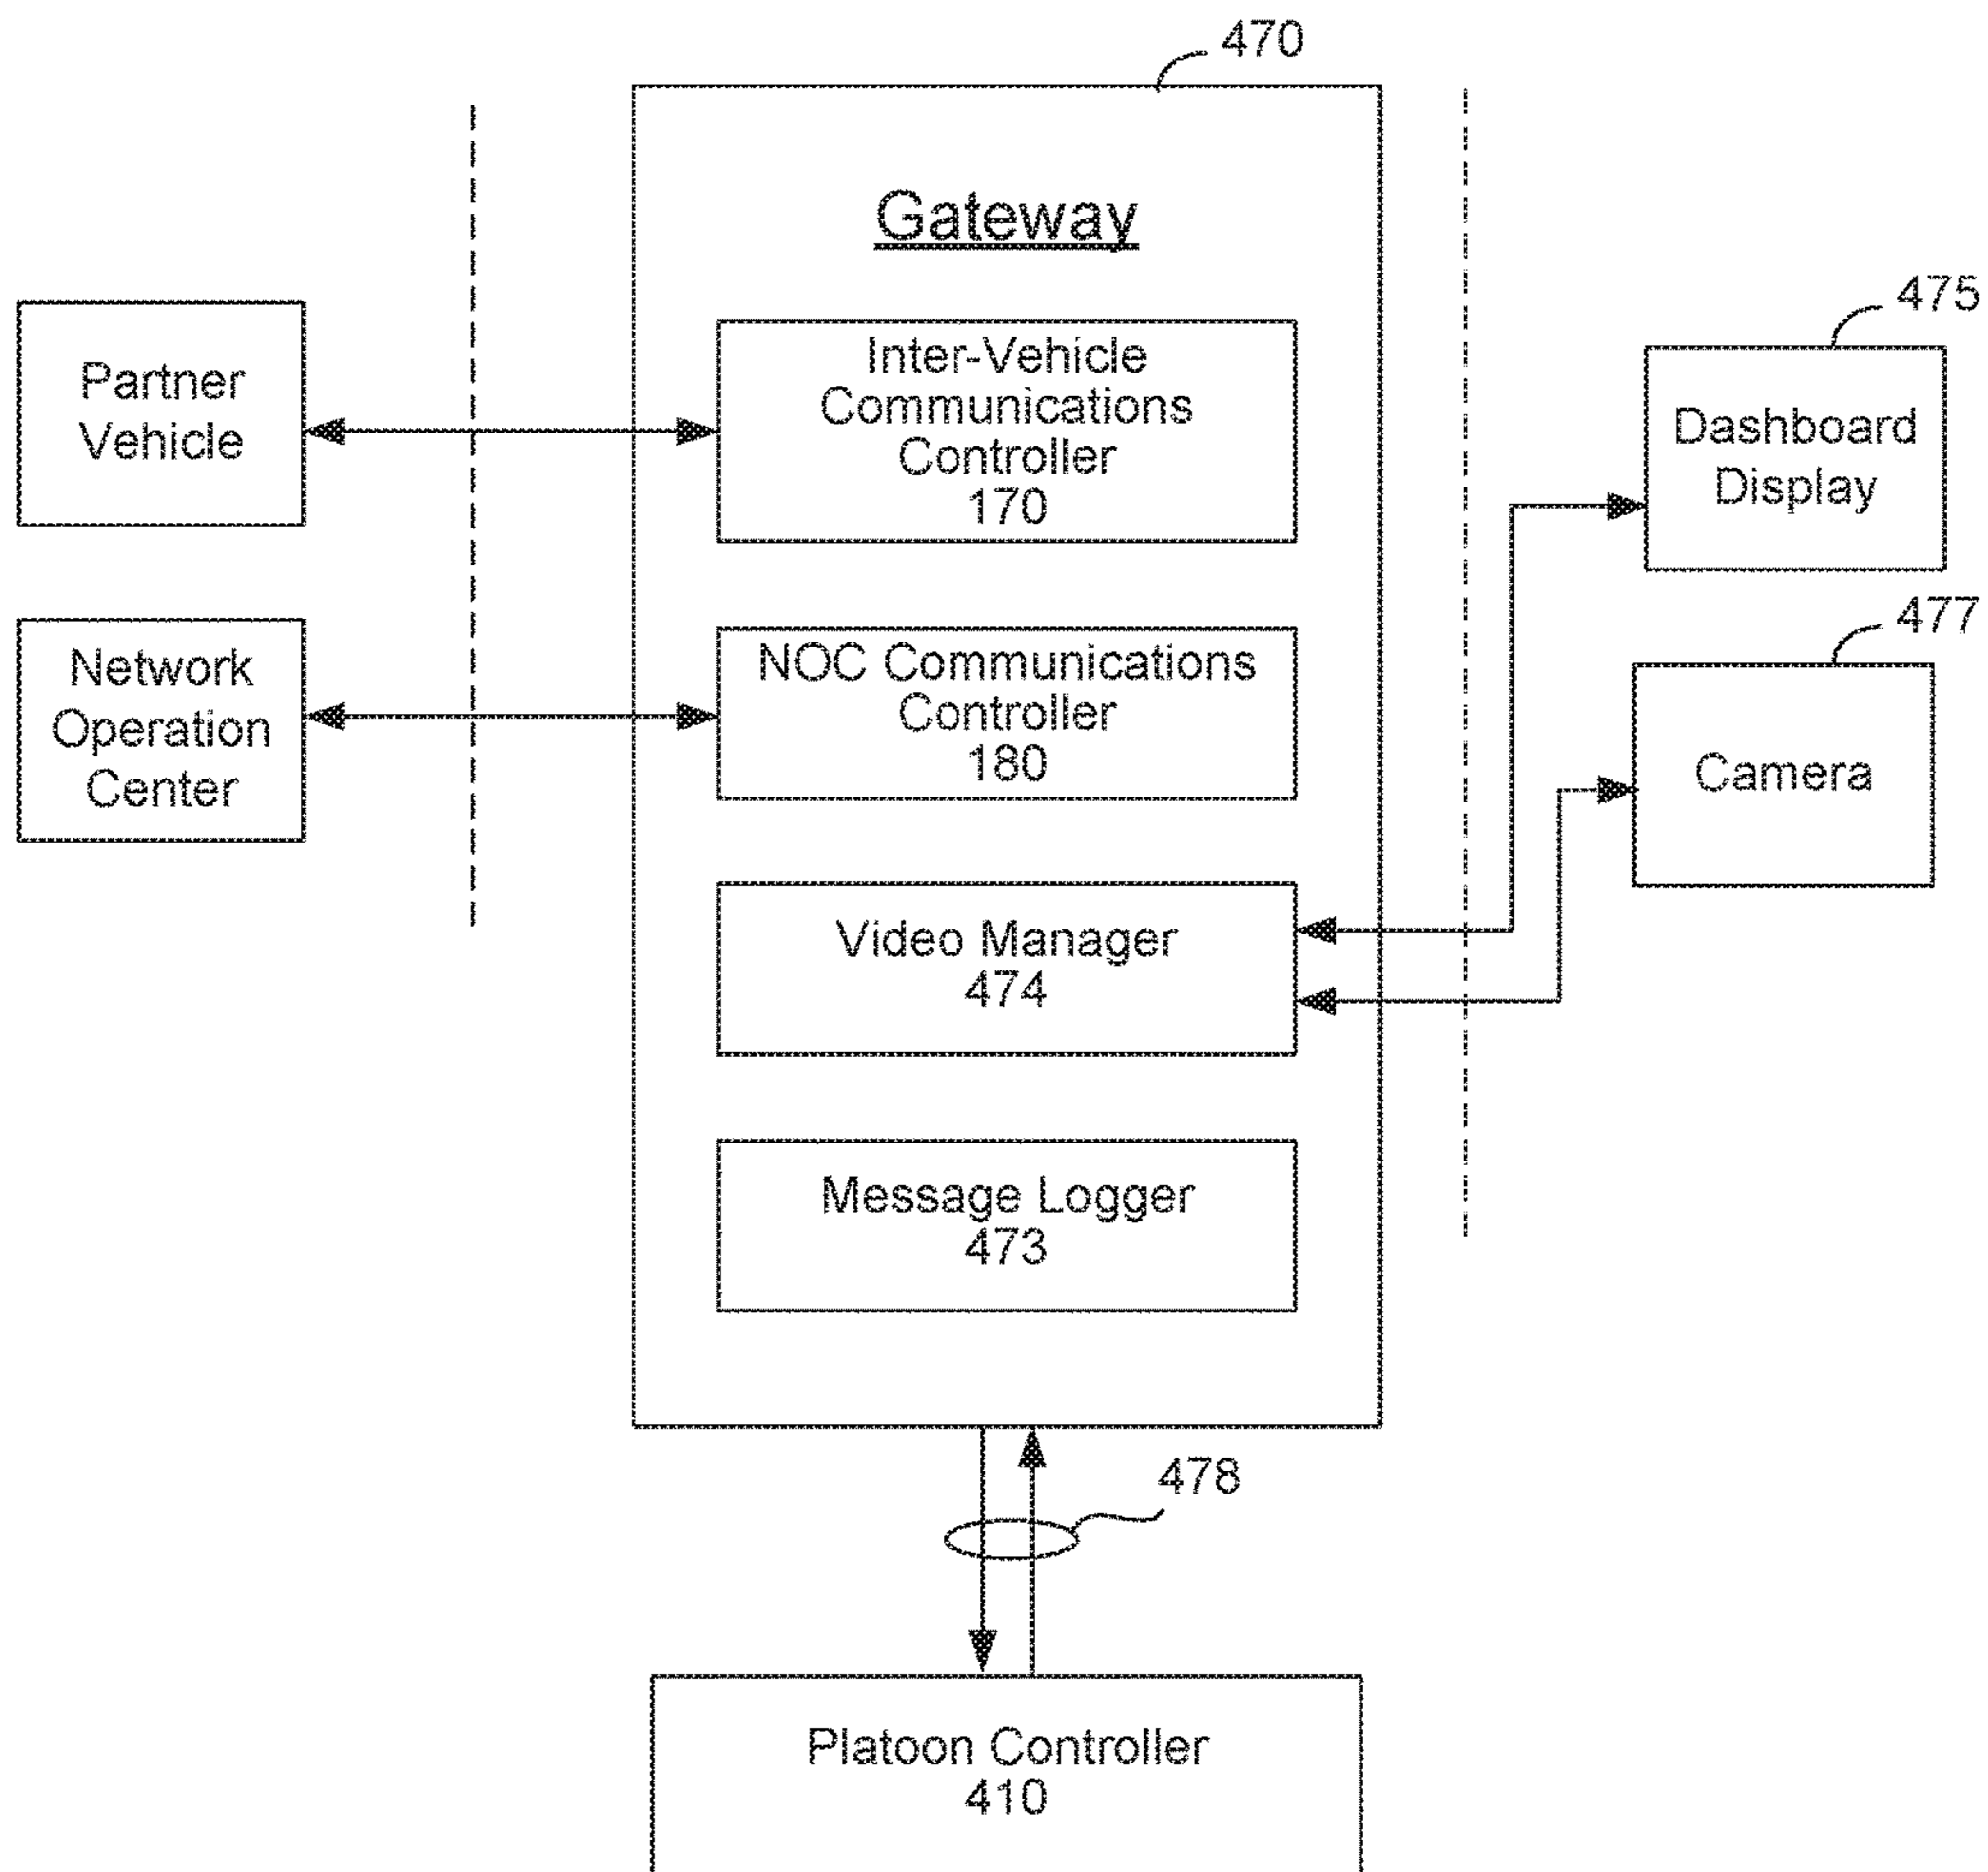 470
Gateway
475
Partner
Vehicle
Inter-Vehicle
Communications
Controller
170
Dashboard
Display
477
Network
Operation
Center
NOC Communications
Controller
180
Camera
Video Manager
474
Message Logger
473
478
Platoon Controller
410